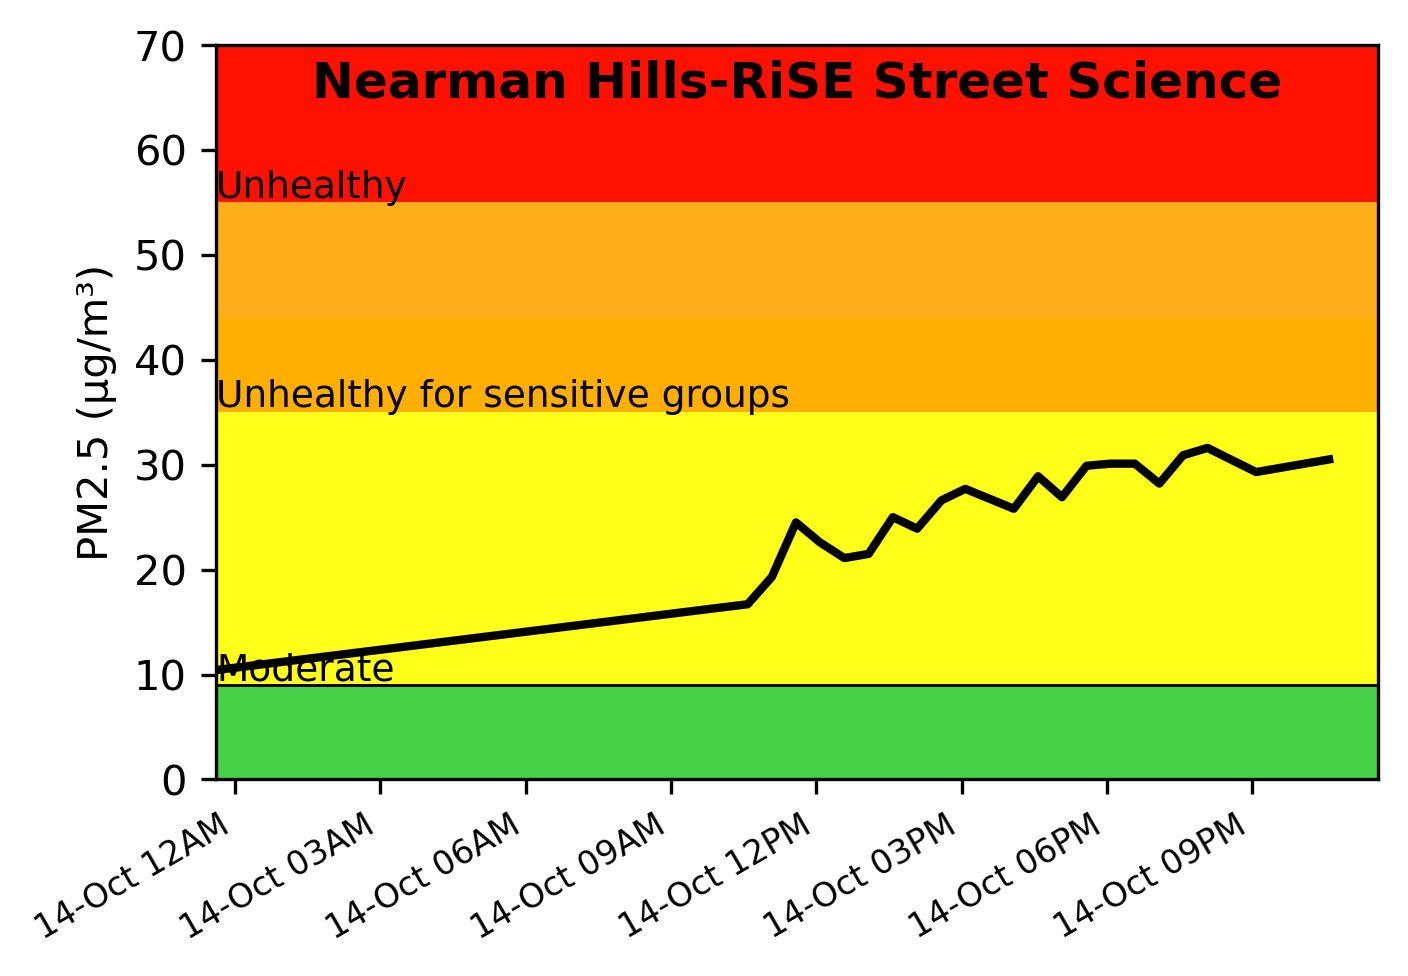 Nearman Hills-RiSE Street Science
70
60
Unhealthy
50
40
Unhealthy for sensitive groups
30
20
10
Moderate
0
PM2.5 (µg/m³)
14-Oct 12AM
14-Oct 03AM
14-Oct 06AM
14-Oct 09AM
14-Oct 12PM
14-Oct 03PM
14-Oct 06PM
14-Oct 09PM